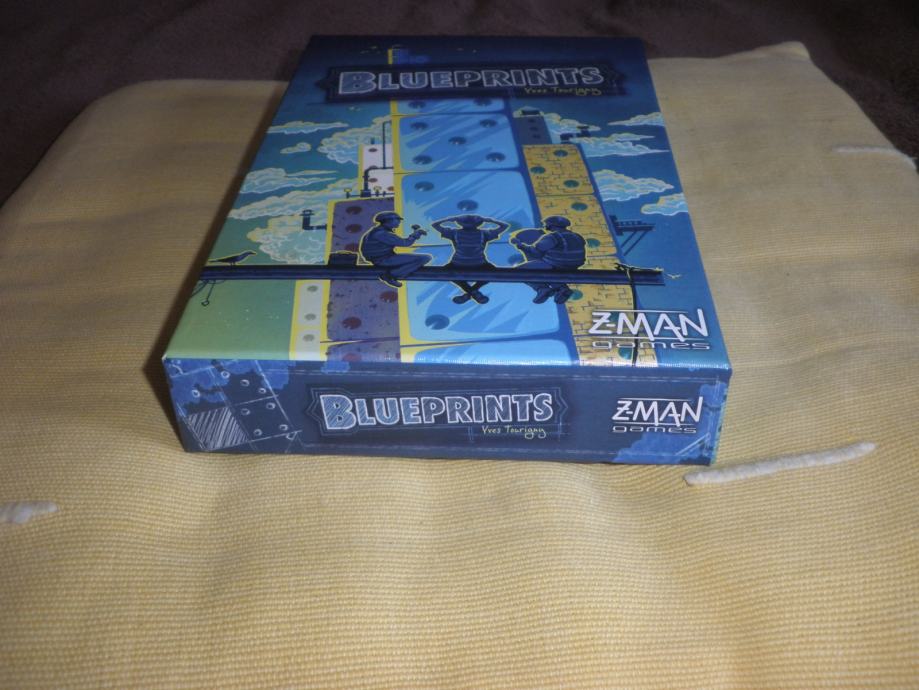 BLUEPRINTS
Yves Tourigny
Z-MAN
games
BLUEPRINTS
Yves Tourigny
Z-MAN
games